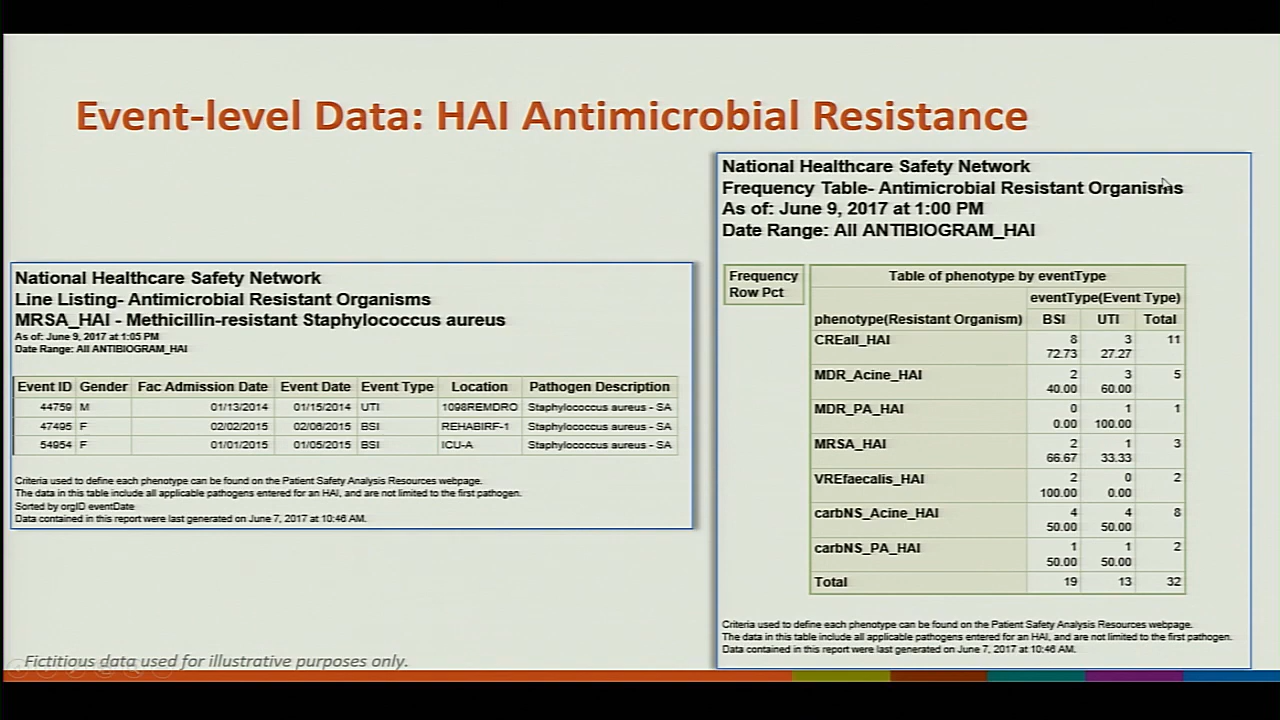 Event-level Data: HAI Antimicrobial Resistance
National Healthcare Safety Network
Line Listing- Antimicrobial Resistant Organisms
MRSA_HAI - Methicillin-resistant Staphylococcus aureus
As of: June 9, 2017 at 1:05 PM
Date Range: All ANTIBIOGRAM_HAI
Event ID Gender Fac Admission Date Event Date Event Type Location Pathogen Description
44759 M 01/13/2014 01/15/2014 UTI 1098REMDRO Staphylococcus aureus - SA
47495 F 02/02/2015 02/06/2015 BSI REHABIRF-1 Staphylococcus aureus - SA
54954 F 01/01/2015 01/05/2015 BSI ICU-A Staphylococcus aureus - SA
Criteria used to define each phenotype can be found on the Patient Safety Analysis Resources webpage.
The data in this table include all applicable pathogens entered for an HAI, and are not limited to the first pathogen.
Sorted by orgID eventDate
Data contained in this report were last generated on June 7, 2017 at 10:46 AM.
National Healthcare Safety Network
Frequency Table- Antimicrobial Resistant Organisms
As of: June 9, 2017 at 1:00 PM
Date Range: All ANTIBIOGRAM_HAI
Frequency
Row Pct
Table of phenotype by eventType
eventType(Event Type)
phenotype(Resistant Organism) BSI UTI Total
CREall_HAI 8 3 11
72.73 27.27
MDR_Acine_HAI 2 3 5
40.00 60.00
MDR_PA_HAI 0 1 1
0.00 100.00
MRSA_HAI 2 1 3
66.67 33.33
VREfaecalis_HAI 2 0 2
100.00 0.00
carbNS_Acine_HAI 4 4 8
50.00 50.00
carbNS_PA_HAI 1 1 2
50.00 50.00
Total 19 13 32
Criteria used to define each phenotype can be found on the Patient Safety Analysis Resources webpage.
The data in this table include all applicable pathogens entered for an HAI, and are not limited to the first pathogen.
Data contained in this report were last generated on June 7, 2017 at 10:46 AM.
Fictitious data used for illustrative purposes only.